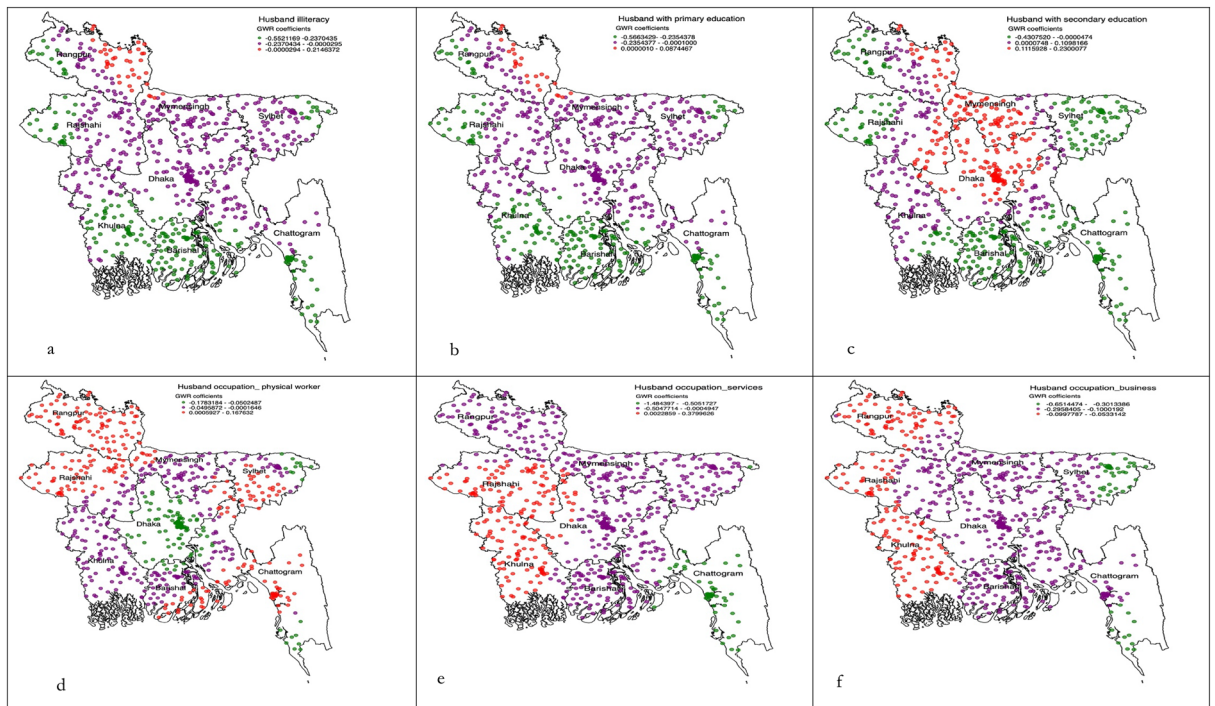 Husband illiteracy
GWR coefficients
-0.5521169 -0.2370435
-0.2370434 - -0.0000295
-0.0000294 - 0.2146372
Rangpur
Mymensingh
Sylhet
Rajshahi
Dhaka
Khulna
Chattogram
Barishal
a
Husband with primary education
GWR coefficients
-0.5663429 - -0.2354378
-0.2354377 - -0.0001000
0.0000010 - 0.0874467
Rangpur
Mymensingh
Sylhet
Rajshahi
Dhaka
Khulna
Chattogram
Barishal
b
Husband with secondary education
GWR coefficients
-0.4307520 - -0.0000474
0.0000748 - 0.1098166
0.1115928 - 0.2300077
Rangpur
Mymensingh
Sylhet
Rajshahi
Dhaka
Khulna
Chattogram
Barishal
c
Husband occupation_ physical worker
GWR cofficients
-0.1783184 - -0.0502487
-0.0495872 - -0.0001646
0.0005927 - 0.167632
Rangpur
Mymensingh
Sylhet
Rajshahi
Dhaka
Khulna
Chattogram
Barishal
d
Husband occupation_services
GWR coefficients
-1.484397 - -0.5051727
-0.5047714 - -0.0004947
0.0022859 - 0.3799626
Rangpur
Mymensingh
Rajshahi
Dhaka
Khulna
Chattogram
Barishal
e
Husband occupation_business
GWR cofficients
-0.6514474 - -0.3013386
-0.2958405 - -0.1000192
-0.0997787 - -0.0533142
Rangpur
Mymensingh
Sylhet
Rajshahi
Dhaka
Khulna
Chattogram
Barishal
f